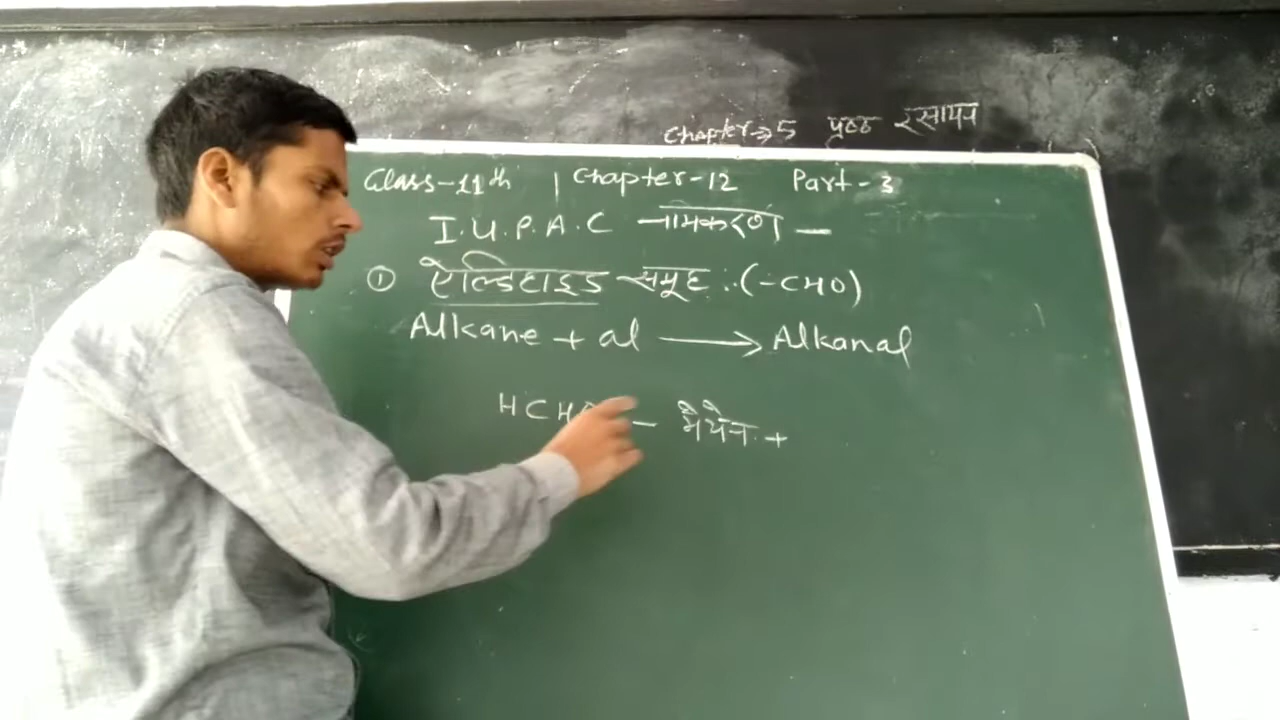 Chapter→5 पृष्ठ रसायन
Class-11th | Chapter-12 Part-3
I.U.P.A.C नामकरण —
① ऐल्डिहाइड समूह :- (-CHO)
Alkane + al ⟶ Alkanal
HCHO — मैथेन +